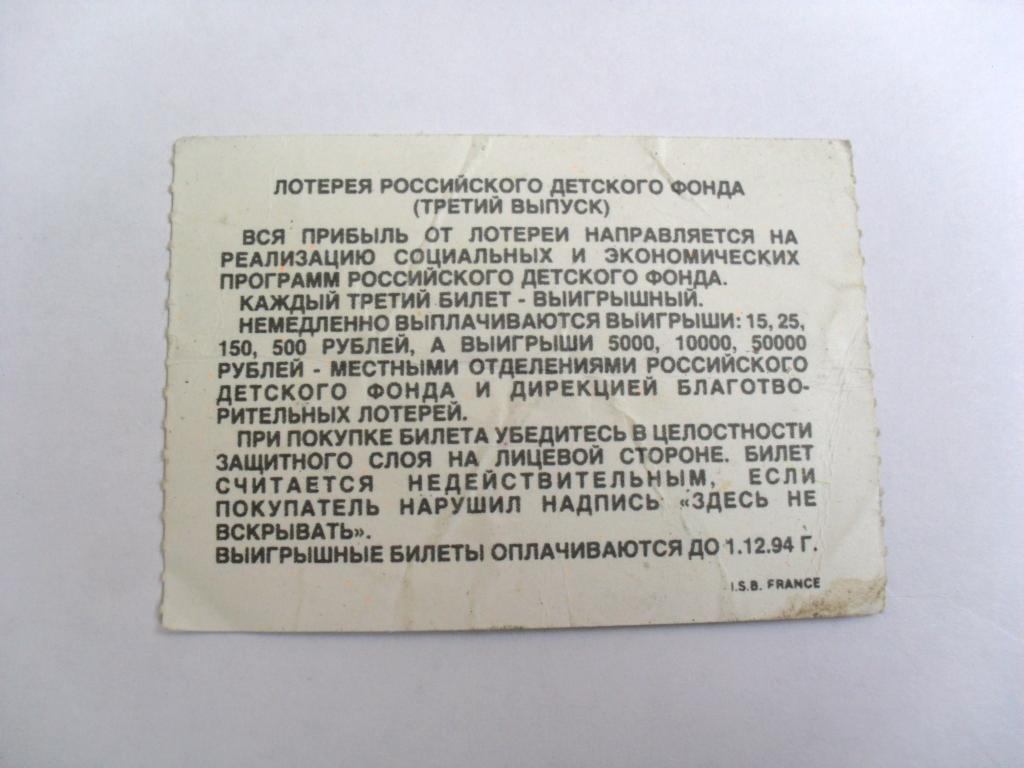 ЛОТЕРЕЯ РОССИЙСКОГО ДЕТСКОГО ФОНДА
(ТРЕТИЙ ВЫПУСК)
ВСЯ ПРИБЫЛЬ ОТ ЛОТЕРЕИ НАПРАВЛЯЕТСЯ НА
РЕАЛИЗАЦИЮ СОЦИАЛЬНЫХ И ЭКОНОМИЧЕСКИХ
ПРОГРАММ РОССИЙСКОГО ДЕТСКОГО ФОНДА.
КАЖДЫЙ ТРЕТИЙ БИЛЕТ - ВЫИГРЫШНЫЙ.
НЕМЕДЛЕННО ВЫПЛАЧИВАЮТСЯ ВЫИГРЫШИ: 15, 25,
150, 500 РУБЛЕЙ, А ВЫИГРЫШИ 5000, 10000, 50000
РУБЛЕЙ - МЕСТНЫМИ ОТДЕЛЕНИЯМИ РОССИЙСКОГО
ДЕТСКОГО ФОНДА И ДИРЕКЦИЕЙ БЛАГОТВО-
РИТЕЛЬНЫХ ЛОТЕРЕЙ.
ПРИ ПОКУПКЕ БИЛЕТА УБЕДИТЕСЬ В ЦЕЛОСТНОСТИ
ЗАЩИТНОГО СЛОЯ НА ЛИЦЕВОЙ СТОРОНЕ. БИЛЕТ
СЧИТАЕТСЯ НЕДЕЙСТВИТЕЛЬНЫМ, ЕСЛИ
ПОКУПАТЕЛЬ НАРУШИЛ НАДПИСЬ «ЗДЕСЬ НЕ
ВСКРЫВАТЬ».
ВЫИГРЫШНЫЕ БИЛЕТЫ ОПЛАЧИВАЮТСЯ ДО 1.12.94 Г.
I.S.B. FRANCE